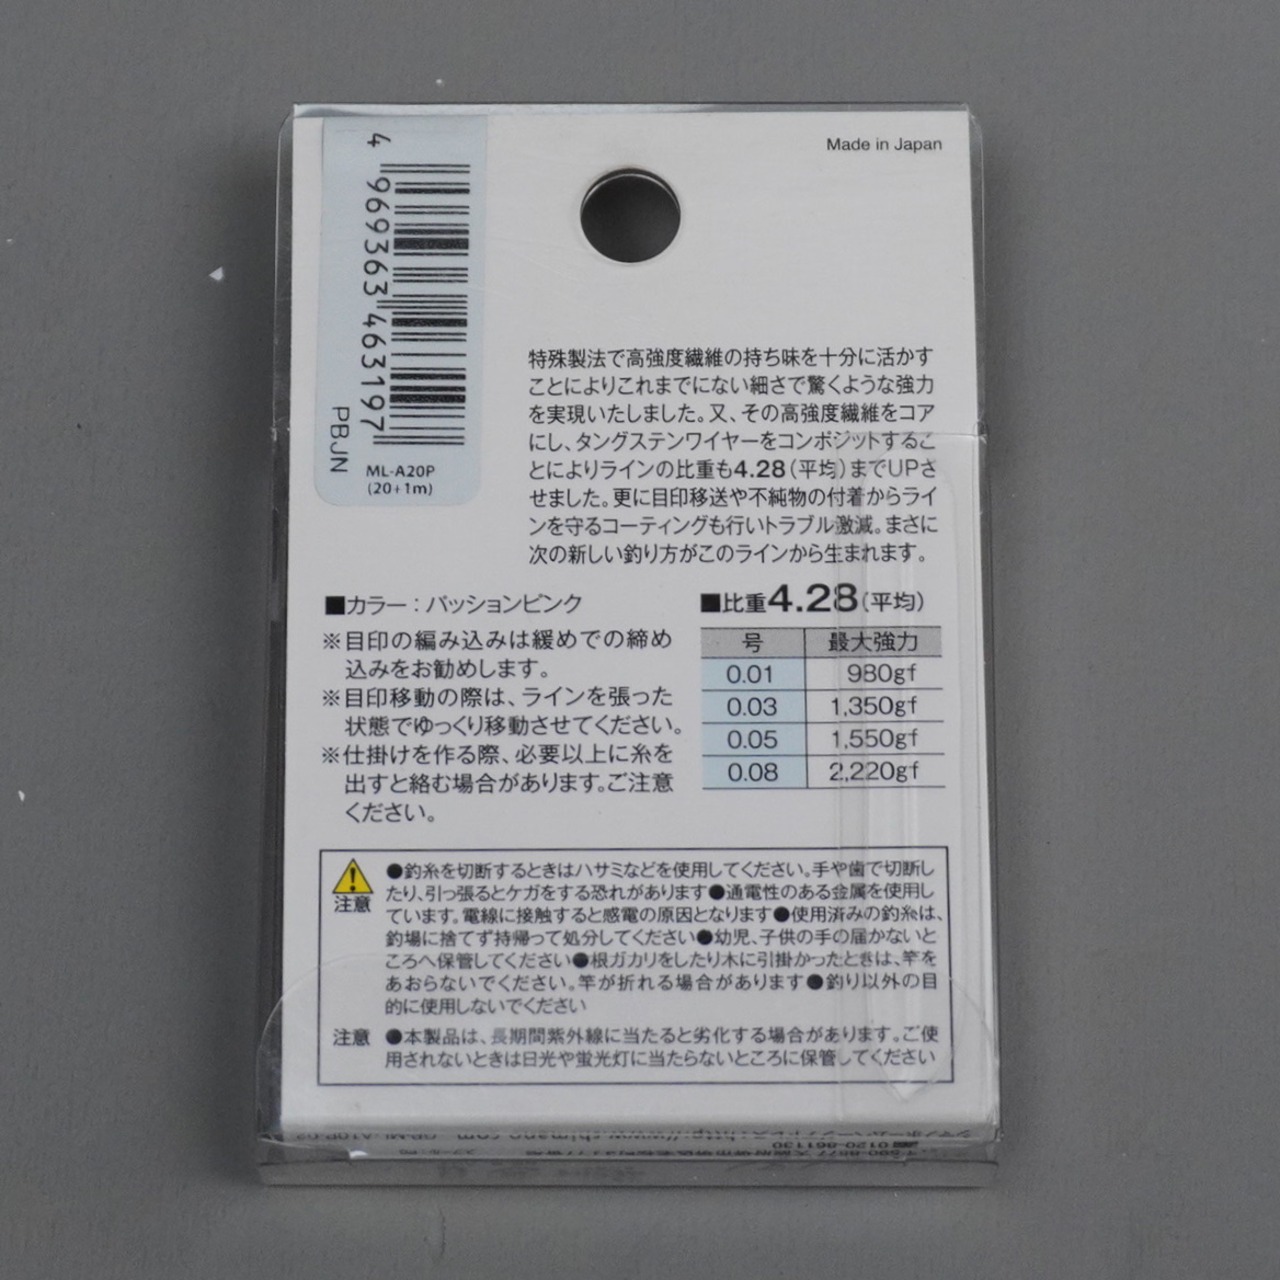 Made in Japan
4 969363 463197
PBJN
ML-A20P
(20+1m)
特殊製法で高強度繊維の持ち味を十分に活かす
ことによりこれまでにない細さで驚くような強力
を実現いたしました。又、その高強度繊維をコア
にし、タングステンワイヤーをコンポジットするこ
とによりラインの比重も4.28(平均)までUPさ
せました。更に目印移送や不純物の付着からライ
ンを守るコーティングも行いトラブル激減。まさに
次の新しい釣り方がこのラインから生まれます。
■カラー:パッションピンク
※目印の編み込みは緩めでの締め
込みをお勧めします。
※目印移動の際は、ラインを張った
状態でゆっくり移動させてください。
※仕掛けを作る際、必要以上に糸を
出すと絡む場合があります。ご注意
ください。
■比重4.28(平均)
号 最大強力
0.01 980gf
0.03 1,350gf
0.05 1,550gf
0.08 2,220gf
注意
●釣糸を切断するときはハサミなどを使用してください。手や歯で切断し
たり、引っ張るとケガをする恐れがあります●通電性のある金属を使用し
ています。電線に接触すると感電の原因となります●使用済みの釣糸は、
釣場に捨てず持帰って処分してください●幼児、子供の手の届かないと
ころへ保管してください●根ガカリをしたり木に引掛かったときは、竿を
あおらないでください。竿が折れる場合があります●釣り以外の目
的に使用しないでください
注意 ●本製品は、長期間紫外線に当たると劣化する場合があります。ご使
用されないときは日光や蛍光灯に当たらないところに保管してください
0120-861130